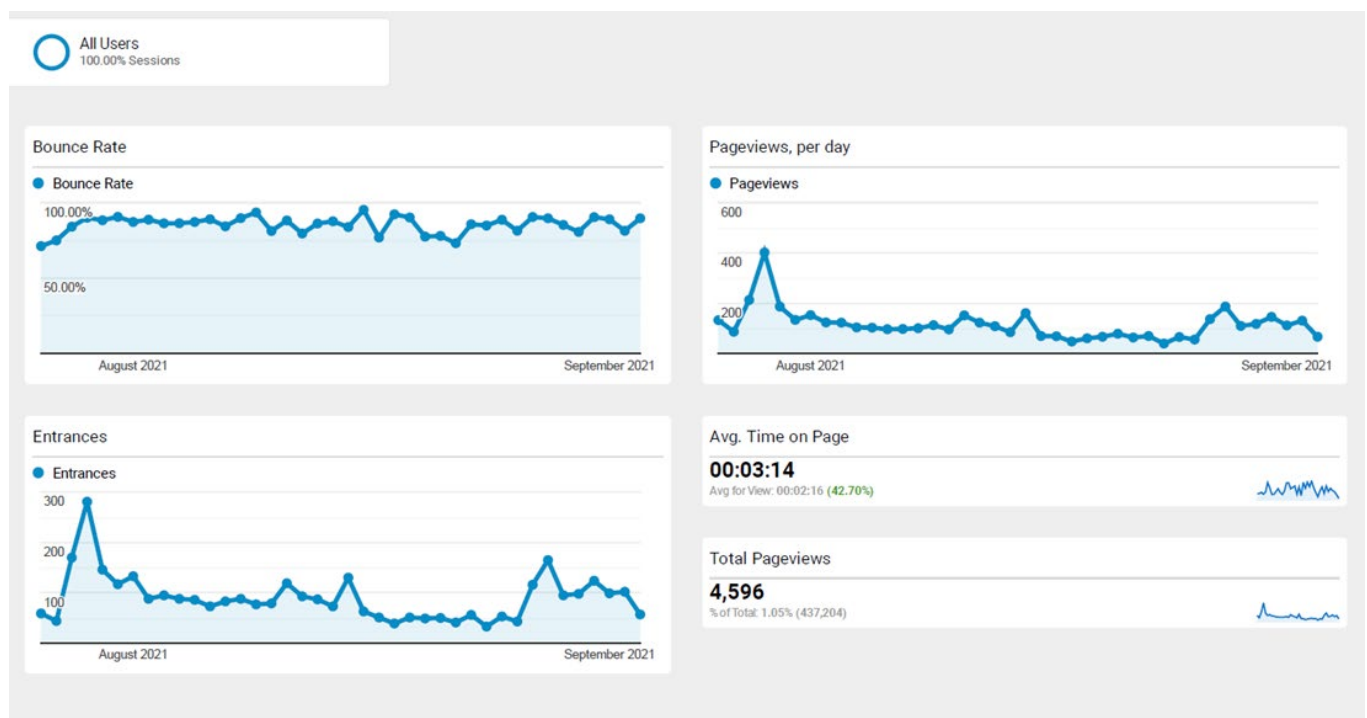 All Users
100.00% Sessions
Bounce Rate
Bounce Rate
100.00%
50.00%
August 2021
September 2021
Pageviews, per day
Pageviews
600
400
200
August 2021
September 2021
Entrances
Entrances
300
200
100
August 2021
September 2021
Avg. Time on Page
00:03:14
Avg for View: 00:02:16 (42.70%)
Total Pageviews
4,596
% of Total: 1.05% (437,204)